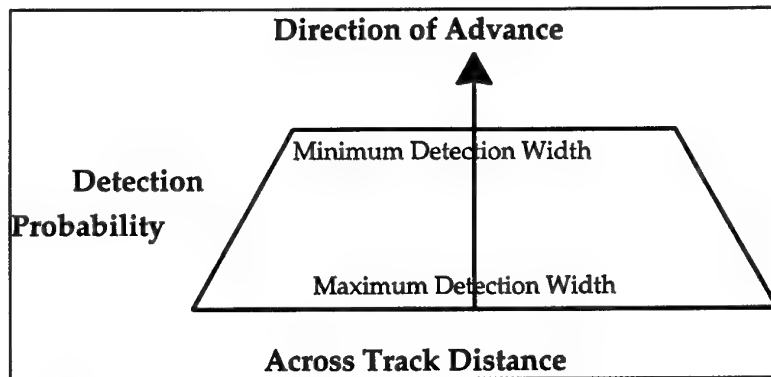 Direction of Advance
Minimum Detection Width
Detection
Probability
Maximum Detection Width
Across Track Distance